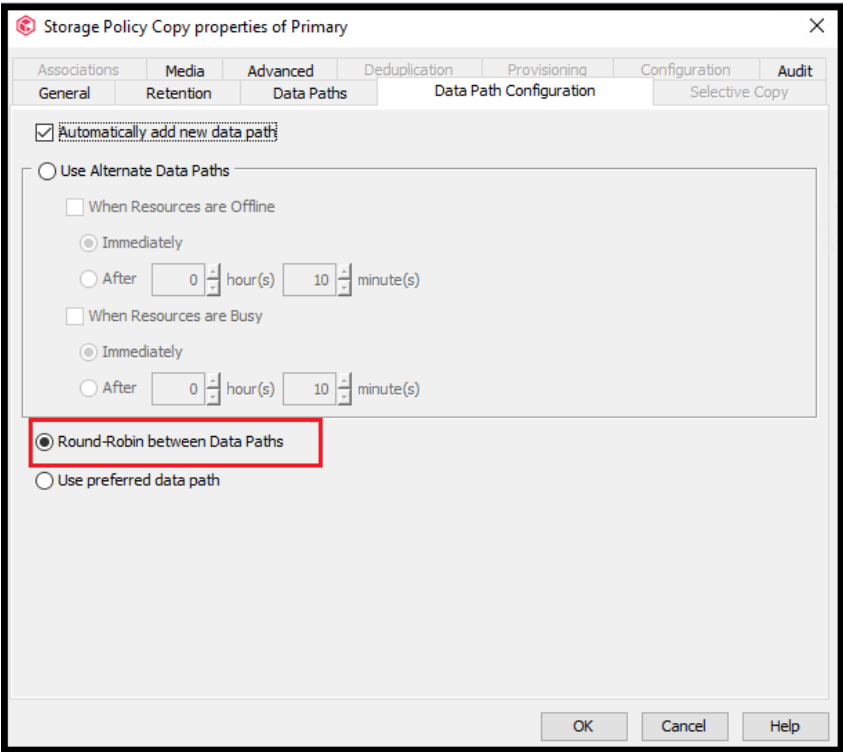 Storage Policy Copy properties of Primary
Associations Media Advanced Deduplication Provisioning Configuration Audit
General Retention Data Paths Data Path Configuration Selective Copy
Automatically add new data path
Use Alternate Data Paths
When Resources are Offline
Immediately
After 0 hour(s) 10 minute(s)
When Resources are Busy
Immediately
After 0 hour(s) 10 minute(s)
Round-Robin between Data Paths
Use preferred data path
OK Cancel Help